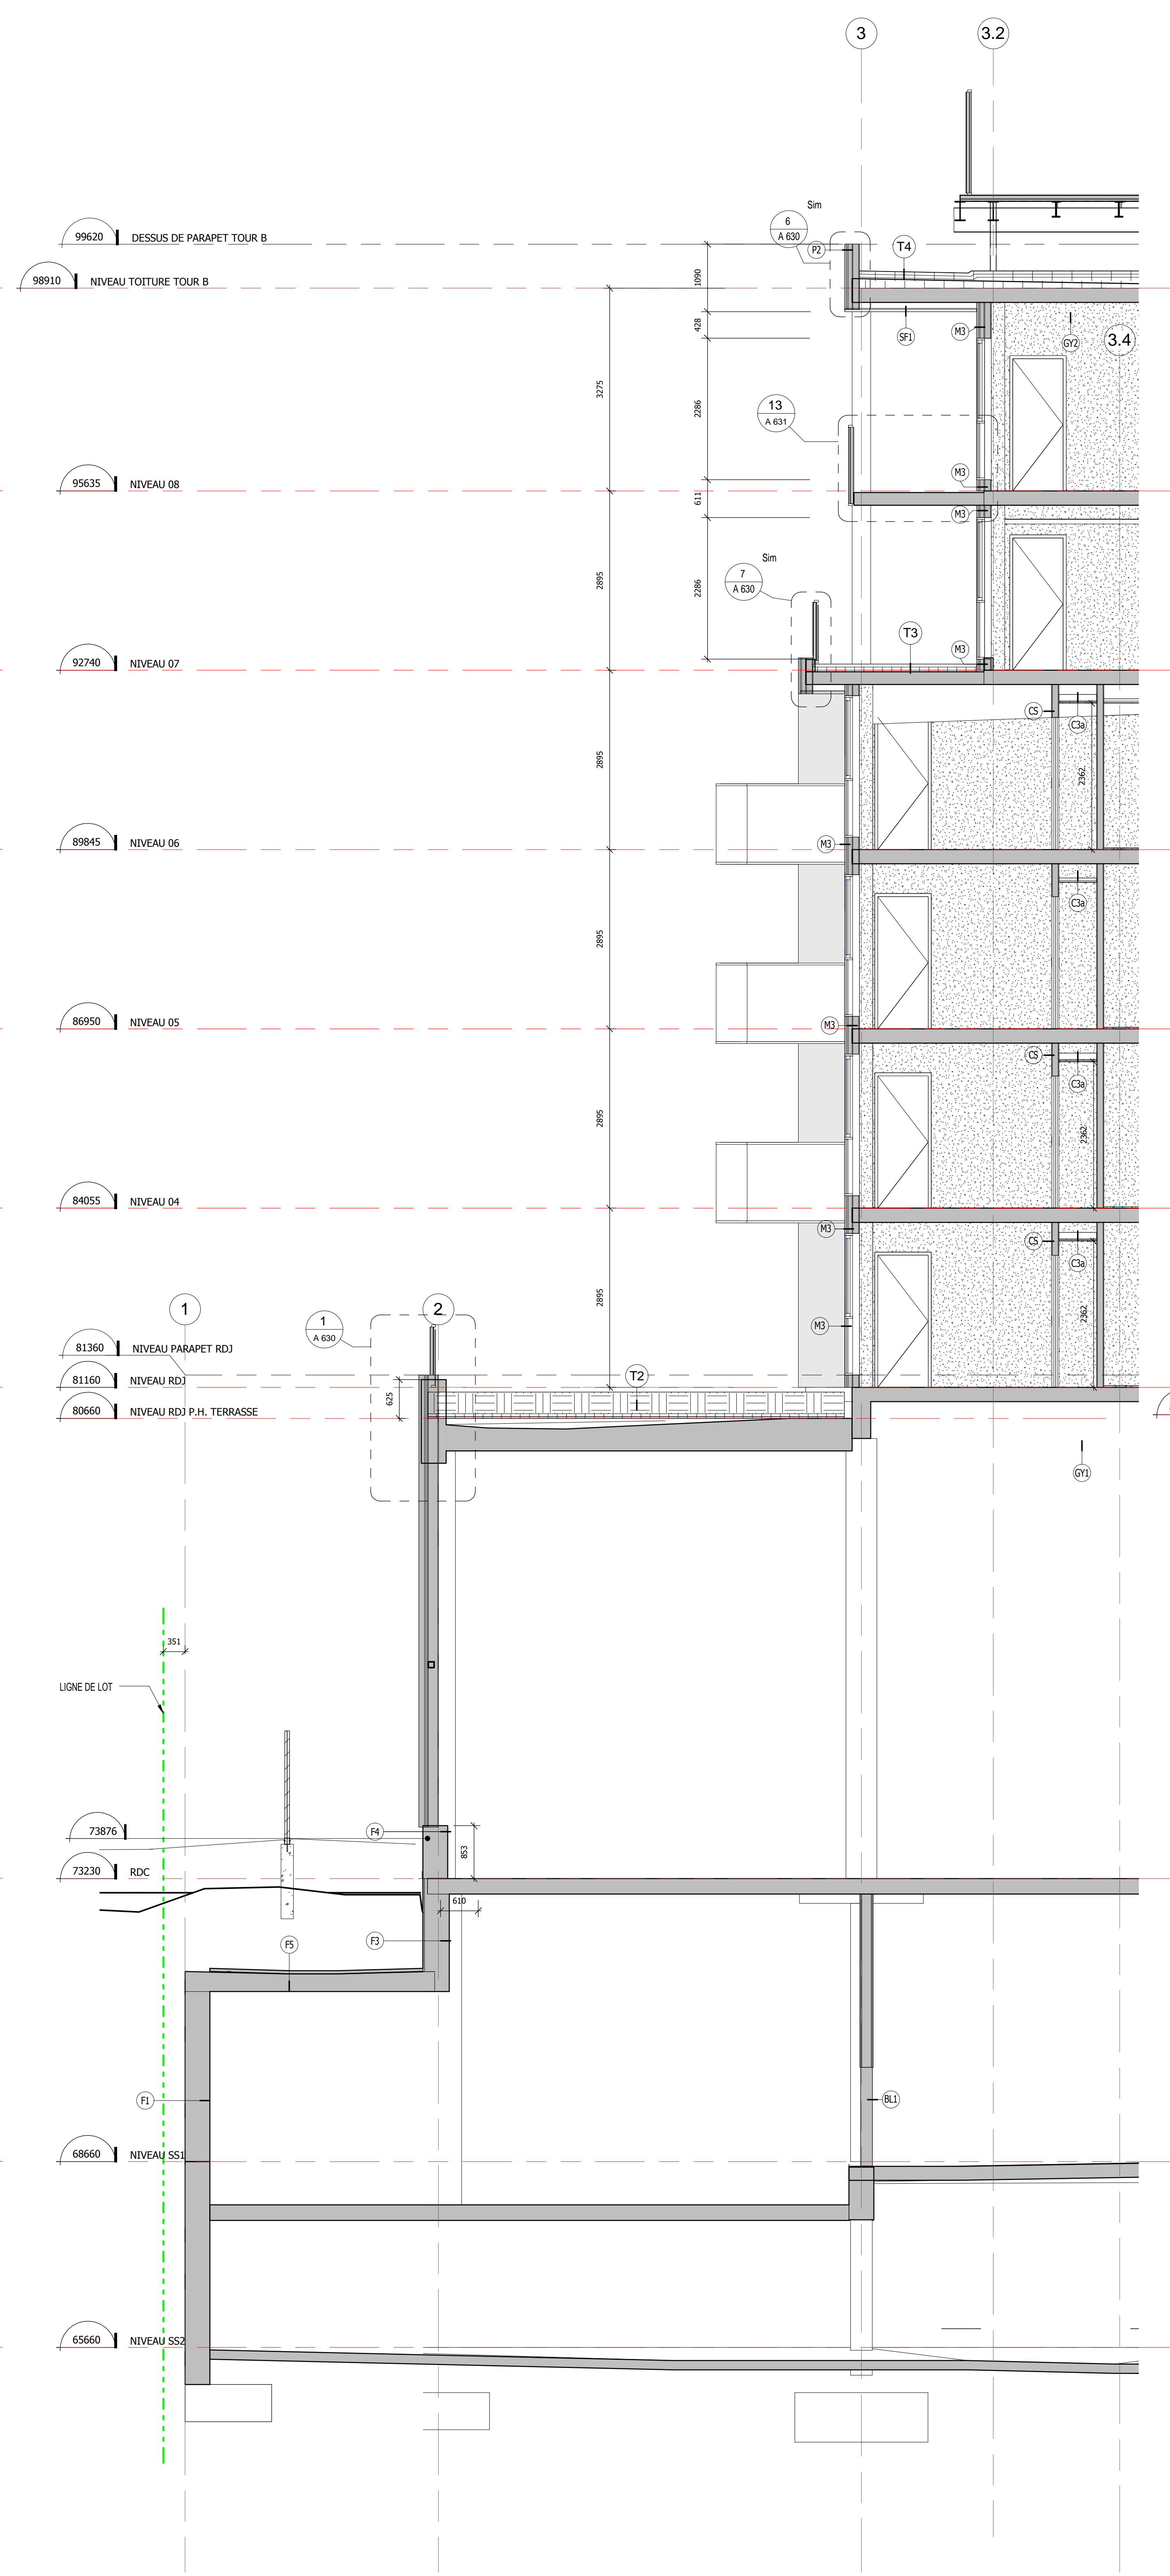 3
3.2
Sim
6
A 630
P2
T4
99620
DESSUS DE PARAPET TOUR B
98910
NIVEAU TOITURE TOUR B
1090
SF1
M3
GY2
3.4
428
3275
2286
13
A 631
M3
95635
NIVEAU 08
611
M3
Sim
7
A 630
2895
2286
T3
M3
92740
NIVEAU 07
CS
C3a
2895
2362
89845
NIVEAU 06
M3
C3a
2895
86950
NIVEAU 05
M3
CS
C3a
2895
2362
84055
NIVEAU 04
M3
CS
C3a
2895
2362
1
2
1
A 630
M3
81360
NIVEAU PARAPET RDJ
81160
NIVEAU RDJ
80660
NIVEAU RDJ P.H. TERRASSE
625
T2
GY1
351
LIGNE DE LOT
73876
F4
853
73230
RDC
610
F5
F3
F1
BL1
68660
NIVEAU SS1
65660
NIVEAU SS2